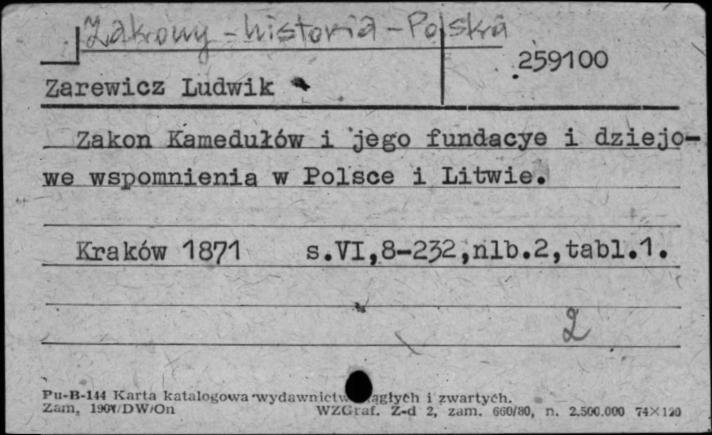 Zakony - historia - Polska
259100
Zarewicz Ludwik
Zakon Kamedułów i jego fundacye i dziejo-
we wspomnienia w Polsce i Litwie.
Kraków 1871 s.VI,8-232,nlb.2,tabl.1.
2
Pu-B-144 Karta katalogowa wydawnictw ągłych i zwartych.
Zam. DW/On WZGraf. Z-d 2, zam. 660/80, n. 2.500.000 74×120